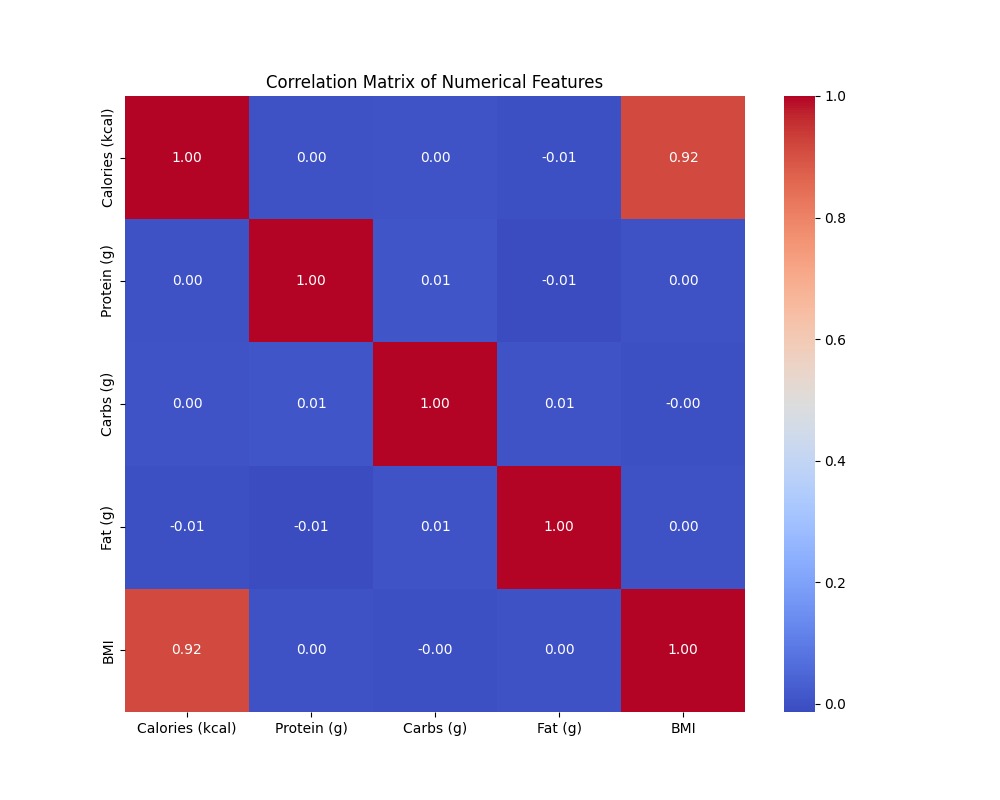 Correlation Matrix of Numerical Features
Calories (kcal)
1.00 0.00 0.00 -0.01 0.92
Protein (g)
0.00 1.00 0.01 -0.01 0.00
Carbs (g)
0.00 0.01 1.00 0.01 -0.00
Fat (g)
-0.01 -0.01 0.01 1.00 0.00
BMI
0.92 0.00 -0.00 0.00 1.00
Calories (kcal) Protein (g) Carbs (g) Fat (g) BMI
1.0
0.8
0.6
0.4
0.2
0.0